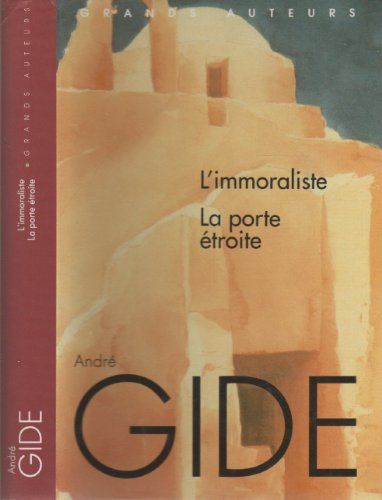 GRANDS AUTEURS
L'immoraliste
La porte
étroite
André
GIDE
L'immoraliste
La porte étroite
GRANDS AUTEURS
André
GIDE